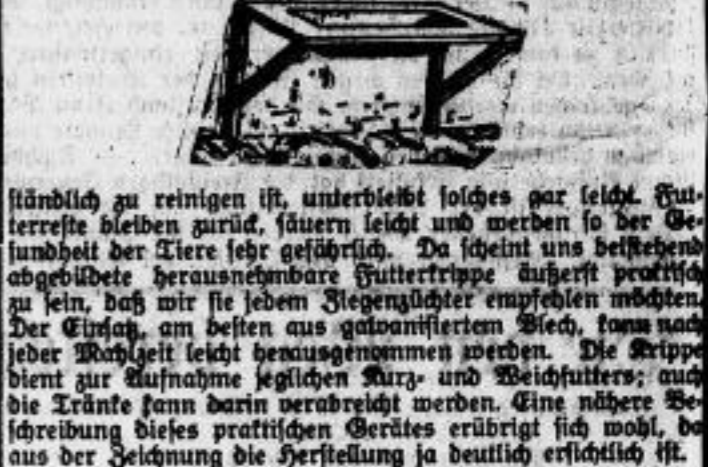 ſtändlich zu reinigen iſt, unterbleibt ſolches gar leicht. Fut-
terreſte bleiben zurück, ſäuern leicht und werden ſo der Ge-
ſundheit der Tiere ſehr gefährlich. Da ſcheint uns beiſtehend
abgebildete herausnehmbare Futterkrippe äußerſt praktiſch
zu ſein, daß wir ſie jedem Ziegenzüchter empfehlen möchten.
Der Einſatz, am beſten aus galvaniſiertem Blech, kann nach
jeder Mahlzeit leicht herausgenommen werden. Die Krippe
dient zur Aufnahme jeglichen Kurz- und Weichfutters; auch
die Tränke kann darin verabreicht werden. Eine nähere Be-
ſchreibung dieſes praktiſchen Gerätes erübrigt ſich wohl, da
aus der Zeichnung die Herſtellung ja deutlich erſichtlich iſt.